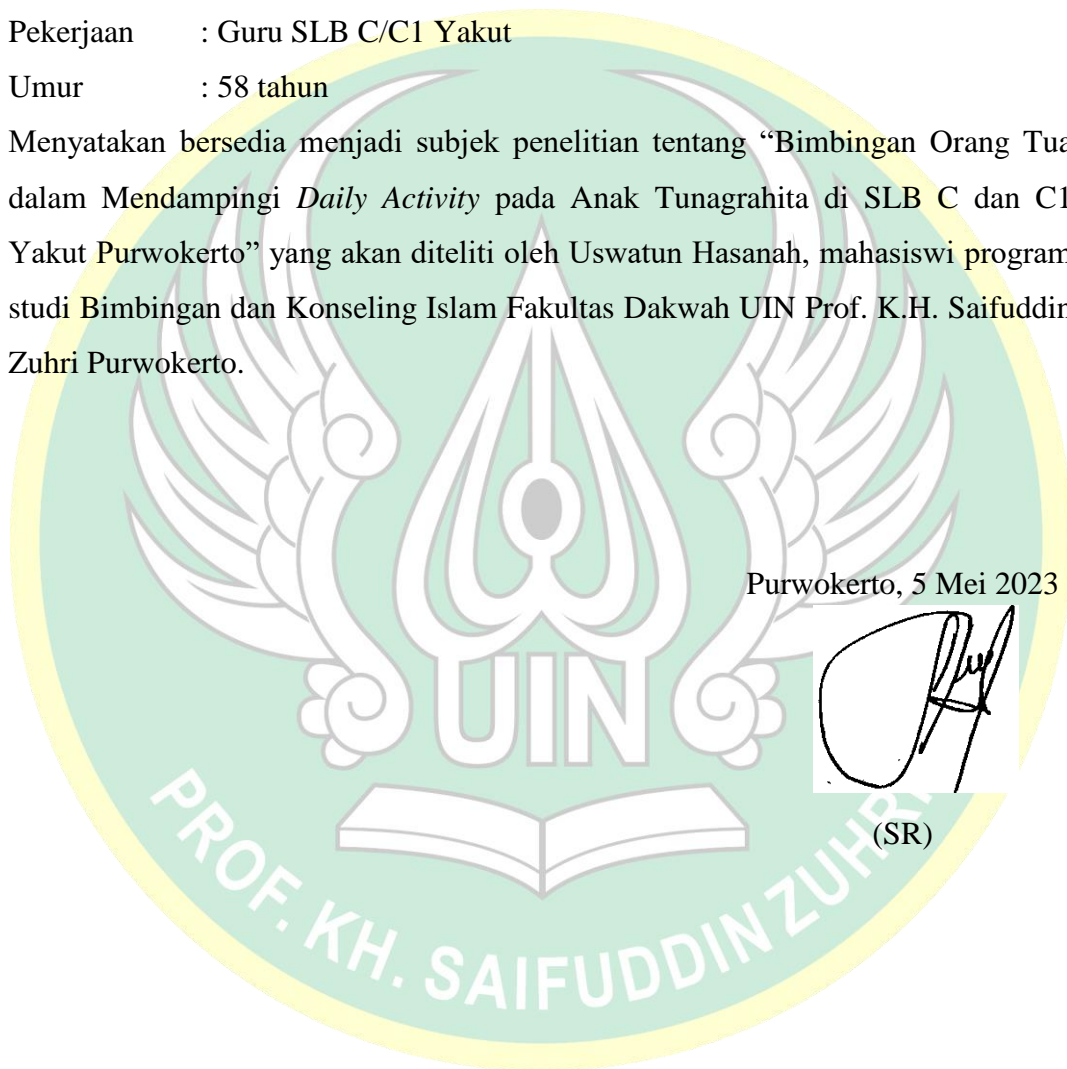 Pekerjaan : Guru SLB C/C1 Yakut
Umur : 58 tahun
Menyatakan bersedia menjadi subjek penelitian tentang “Bimbingan Orang Tua
dalam Mendampingi Daily Activity pada Anak Tunagrahita di SLB C dan C1
Yakut Purwokerto” yang akan diteliti oleh Uswatun Hasanah, mahasiswi program
studi Bimbingan dan Konseling Islam Fakultas Dakwah UIN Prof. K.H. Saifuddin
Zuhri Purwokerto.
Purwokerto, 5 Mei 2023
(SR)
UIN
PROF. KH. SAIFUDDIN ZUHRI